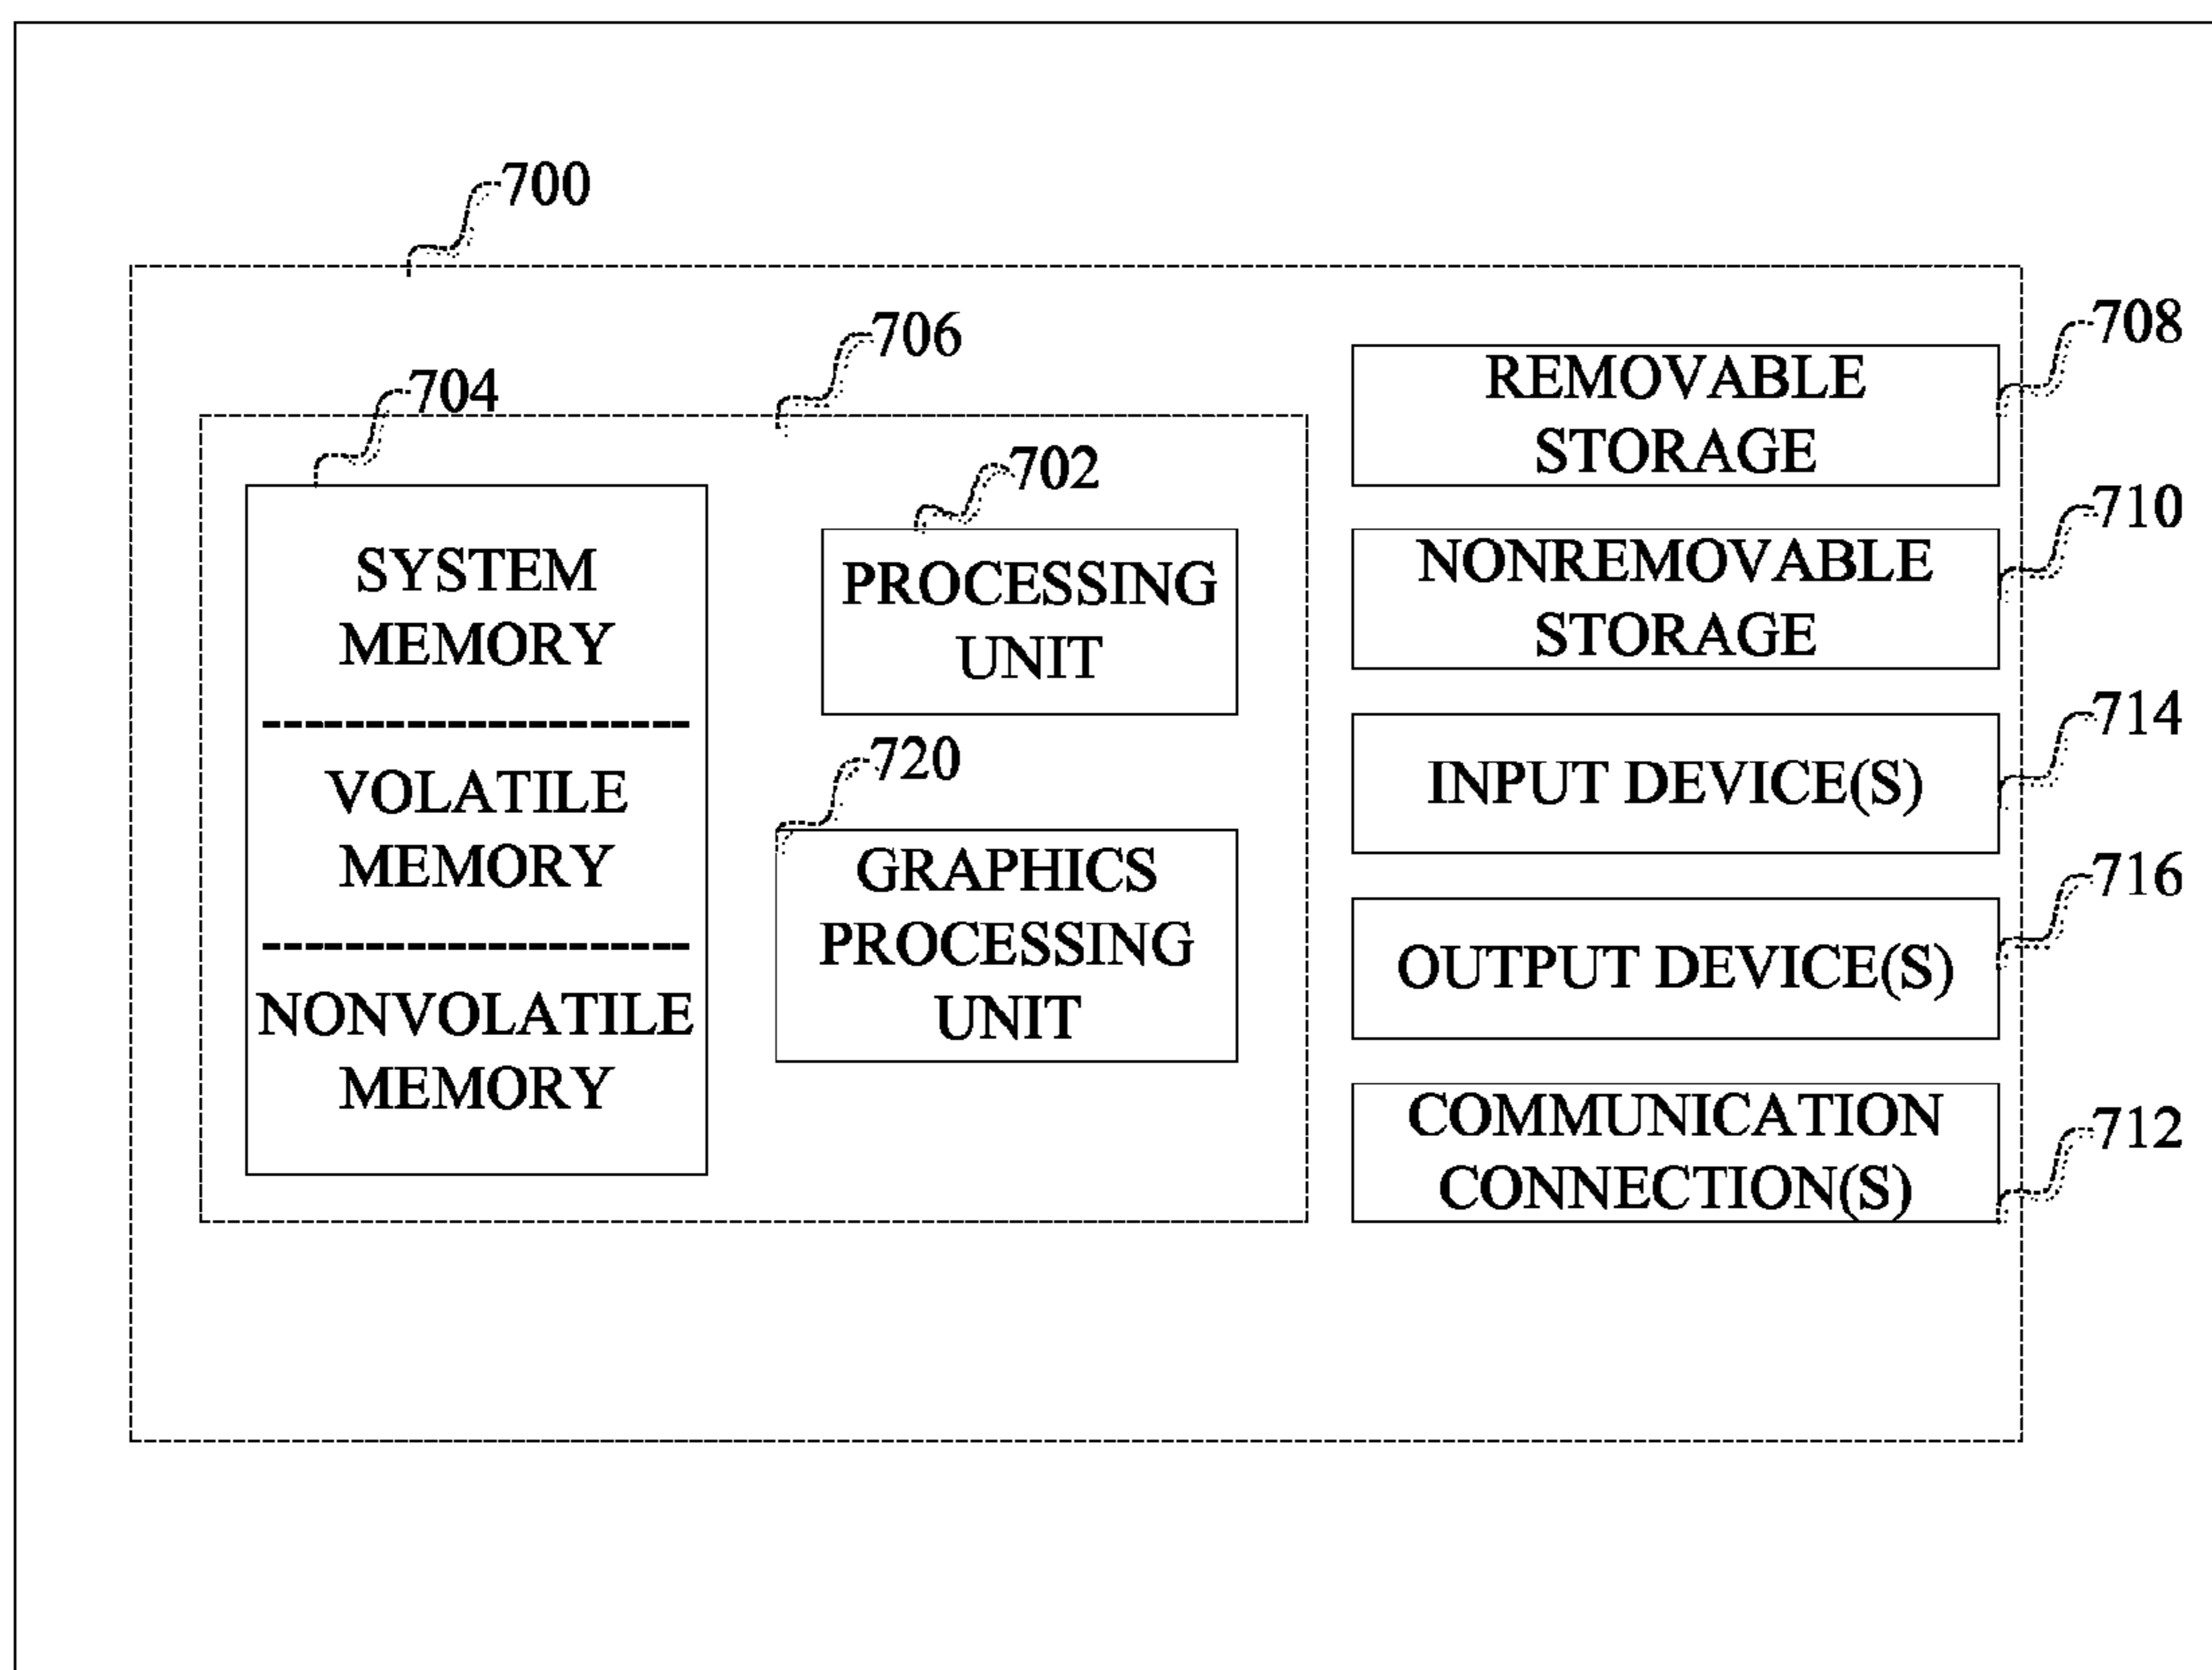 700
706
704
702
SYSTEM
MEMORY
VOLATILE
MEMORY
NONVOLATILE
MEMORY
PROCESSING
UNIT
720
GRAPHICS
PROCESSING
UNIT
708
REMOVABLE
STORAGE
710
NONREMOVABLE
STORAGE
714
INPUT DEVICE(S)
716
OUTPUT DEVICE(S)
712
COMMUNICATION
CONNECTION(S)